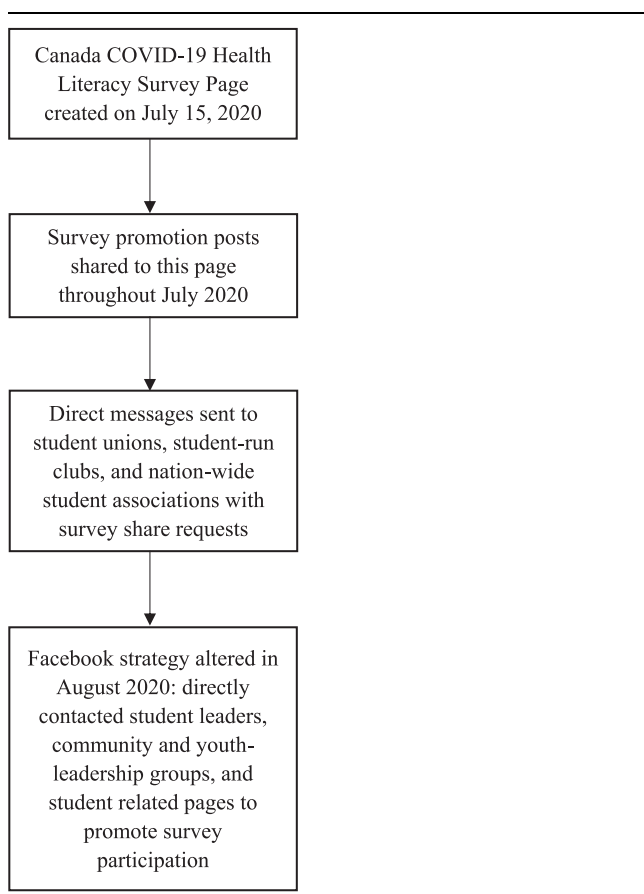 Canada COVID-19 Health
Literacy Survey Page
created on July 15, 2020
Survey promotion posts
shared to this page
throughout July 2020
Direct messages sent to
student unions, student-run
clubs, and nation-wide
student associations with
survey share requests
Facebook strategy altered in
August 2020: directly
contacted student leaders,
community and youth-
leadership groups, and
student related pages to
promote survey
participation